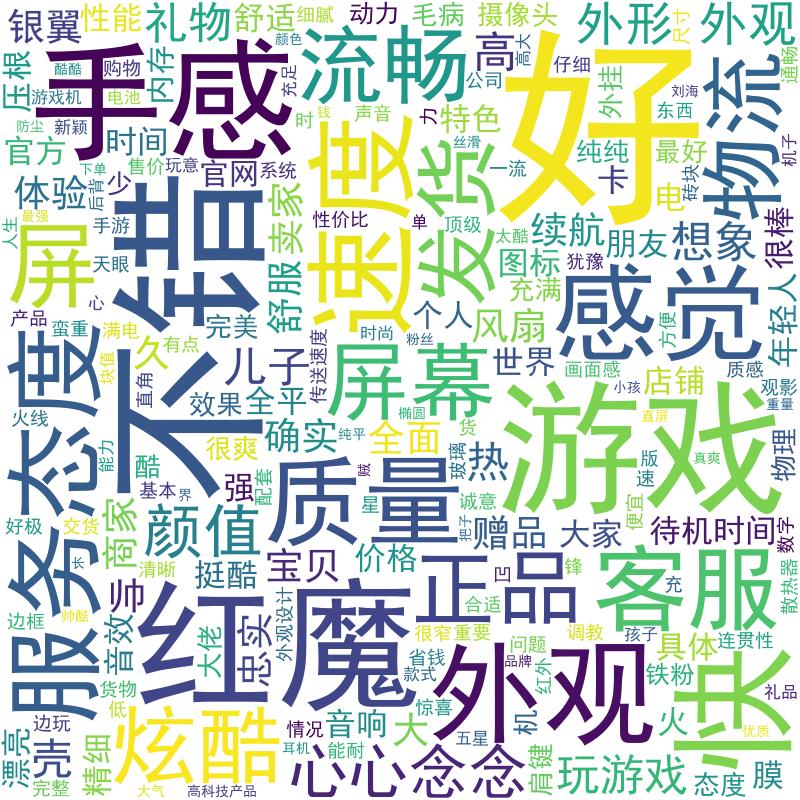 银翼
性能
礼物
舒适
细腻
动力
毛病
摄像头
外形
尺寸
外观
压根
手感
颜色
流畅
高
高大
仔细
通畅
酷酷
购物
内存
充足
公司
外挂
刘海
物流
游戏机
电池
好
东西
机子
防尘
新颖
时间
时
钱
声音
力
特色
官方
售价
玩意
官网
系统
速度
丝滑
一流
纯纯
最好
下单
体验
后背
少
不错
卖家
性价比
发货
单
顶级
卡
电
砖块
很棒
最强
人生
手游
屏
天眼
舒服
太酷
续航
朋友
想象
图标
犹豫
心
产品
蛮重
满电
完美
个人
充满
感觉
方便
年轻人
久
有点
儿子
传送速度
时尚
粉丝
风扇
世界
画面感
质感
服务态度
块值
直角
屏幕
小孩
店铺
观影
重量
火线
效果
全平
椭圆
货
游戏
直屏
能力
很爽
确实
纯平
全面
玻璃
热
版
速
真爽
物理
酷
基本
强
配套
质量
贼
星
诚意
便宜
好极
交货
商家
颜值
把子
赠品
大家
待机时间
数字
清晰
挺酷
宝贝
价格
正品
锋
客服
散热器
边框
帅酷
帅
红魔
外观设计
合适
充
音效
大佬
忠实
很窄
重要
问题
调教
孩子
具体
连贯性
货物
低
省钱
款式
品牌
外观
红外
铁粉
快
礼品
漂亮
边玩
壳
精细
炫酷
情况
音响
大
惊喜
五星
机
火
优质
完整
大气
高科技产品
耳机
能耐
心心念念
肩键
玩游戏
态度
膜